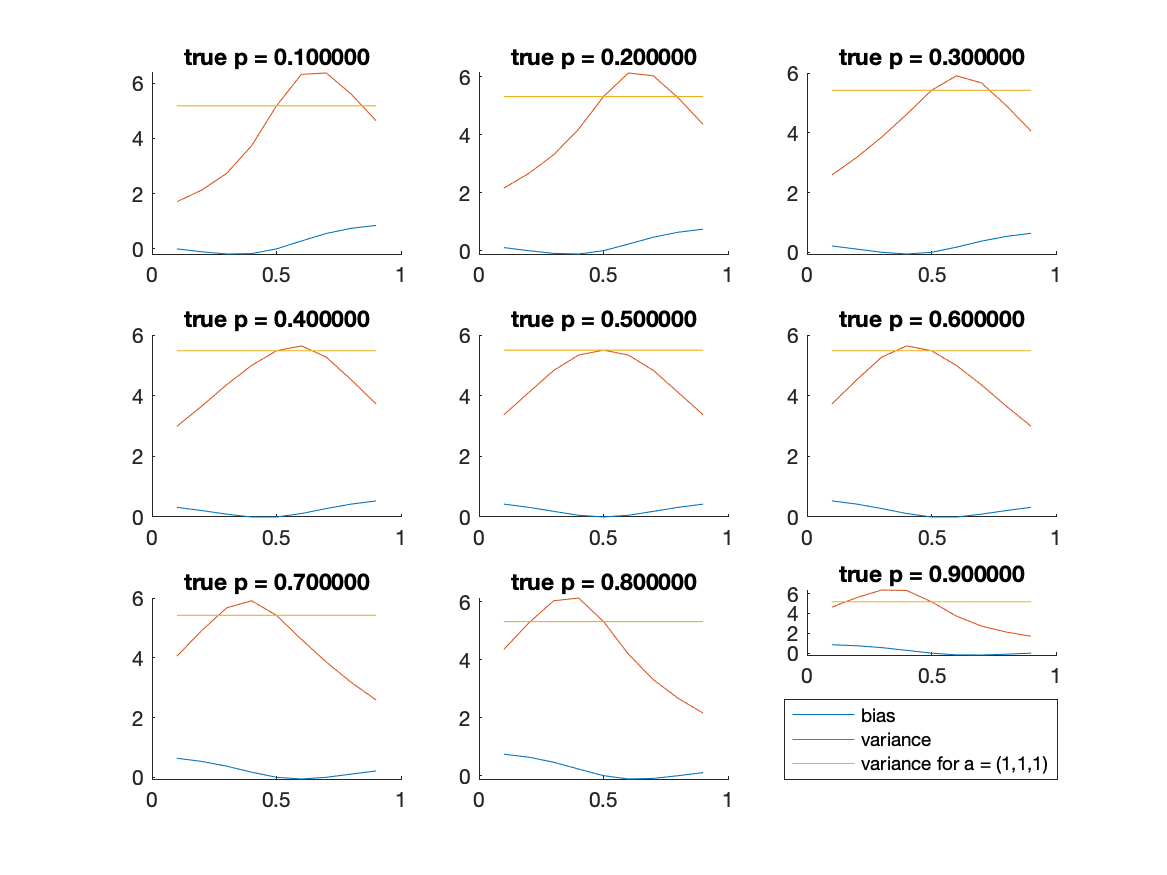 true p = 0.100000
6
4
2
0
0 0.5 1
true p = 0.200000
6
4
2
0
0 0.5 1
true p = 0.300000
6
4
2
0
0 0.5 1
true p = 0.400000
6
4
2
0
0 0.5 1
true p = 0.500000
6
4
2
0
0 0.5 1
true p = 0.600000
6
4
2
0
0 0.5 1
true p = 0.700000
6
4
2
0
0 0.5 1
true p = 0.800000
6
4
2
0
0 0.5 1
true p = 0.900000
6
4
2
0
0 0.5 1
bias
variance
variance for a = (1,1,1)